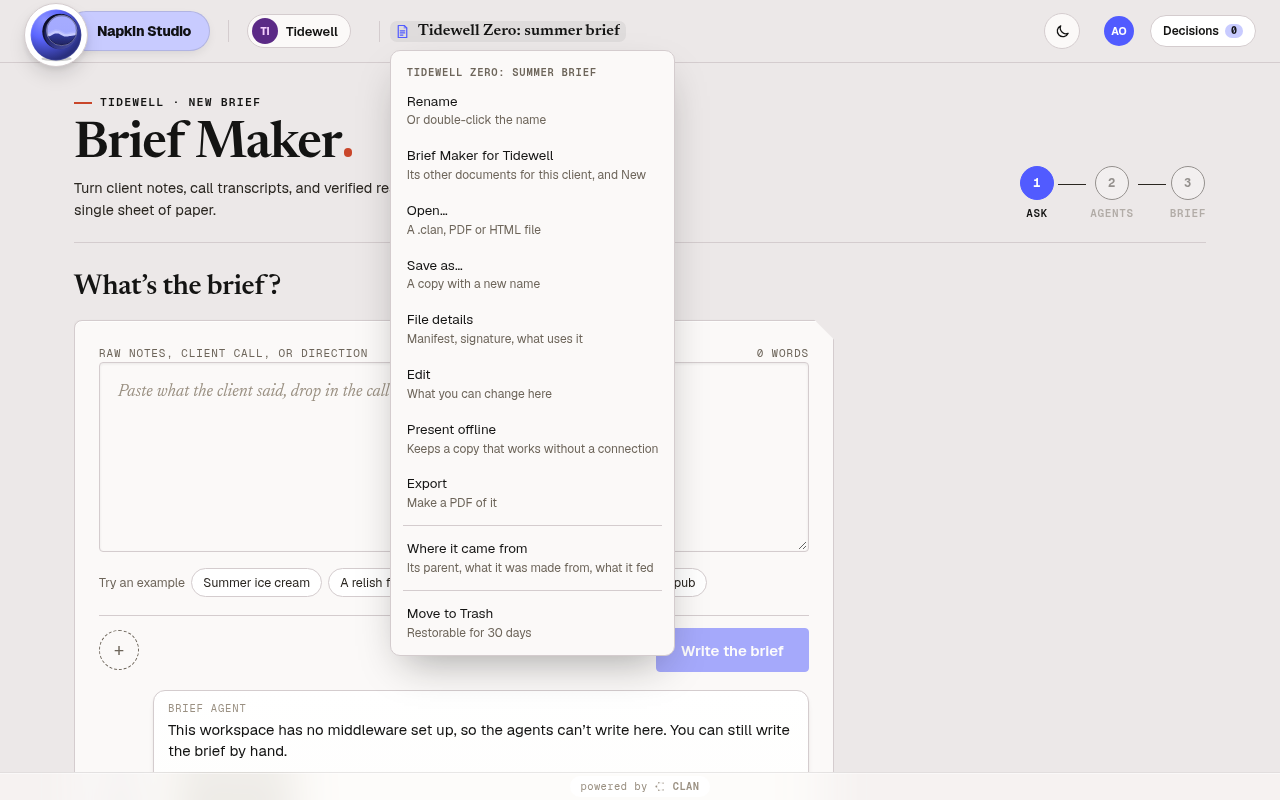 Napkin Studio
TI
Tidewell
Tidewell Zero: summer brief
AO
Decisions 0
TIDEWELL ZERO: SUMMER BRIEF
Rename
Or double-click the name
Brief Maker for Tidewell
Its other documents for this client, and New
Open…
A .clan, PDF or HTML file
Save as…
A copy with a new name
File details
Manifest, signature, what uses it
Edit
What you can change here
Present offline
Keeps a copy that works without a connection
Export
Make a PDF of it
Where it came from
Its parent, what it was made from, what it fed
Move to Trash
Restorable for 30 days
TIDEWELL · NEW BRIEF
Brief Maker.
Turn client notes, call transcripts, and verified
single sheet of paper.
1
2
3
ASK
AGENTS
BRIEF
What's the brief?
RAW NOTES, CLIENT CALL, OR DIRECTION
0 WORDS
Paste what the client said, drop in the call
Try an example
Summer ice cream
A relish
pub
+
Write the brief
BRIEF AGENT
This workspace has no middleware set up, so the agents can't write here. You can still write
the brief by hand.
powered by CLAN